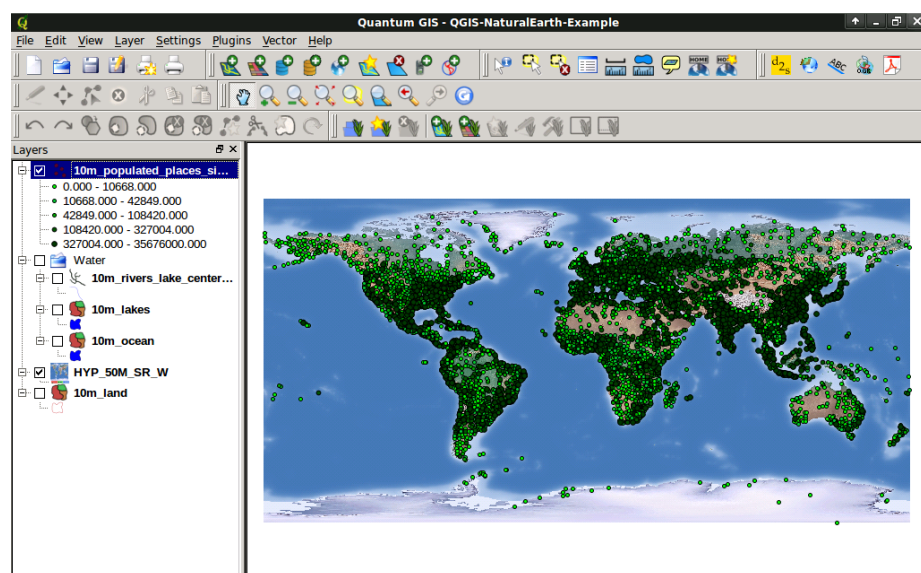 Quantum GIS - QGIS-NaturalEarth-Example
File Edit View Layer Settings Plugins Vector Help
Layers
10m_populated_places_si...
0.000 - 10668.000
10668.000 - 42849.000
42849.000 - 108420.000
108420.000 - 327004.000
327004.000 - 35676000.000
Water
10m_rivers_lake_center...
10m_lakes
10m_ocean
HYP_50M_SR_W
10m_land